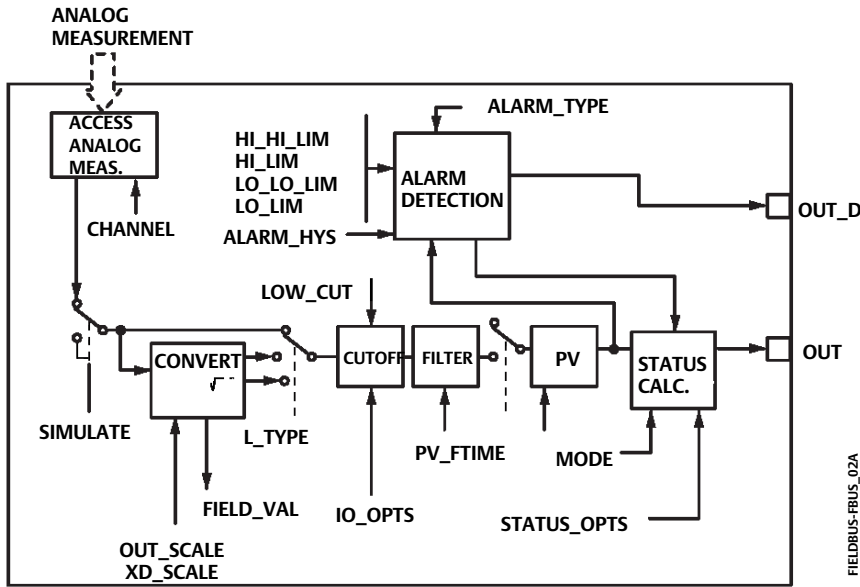 ANALOG
MEASUREMENT
ACCESS
ANALOG
MEAS.
CHANNEL
HI_HI_LIM
HI_LIM
LO_LO_LIM
LO_LIM
ALARM_HYS
ALARM_TYPE
ALARM
DETECTION
OUT_D
LOW_CUT
CONVERT
√
CUTOFF
FILTER
PV
STATUS
CALC.
OUT
SIMULATE
L_TYPE
PV_FTIME
MODE
FIELD_VAL
IO_OPTS
STATUS_OPTS
OUT_SCALE
XD_SCALE
FIELDBUS-FBUS_02A